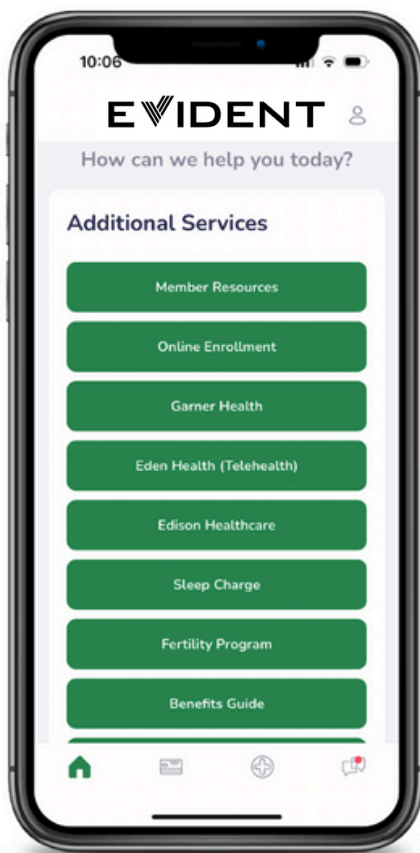 10:06
EVIDENT
How can we help you today?
Additional Services
Member Resources
Online Enrollment
Garner Health
Eden Health (Telehealth)
Edison Healthcare
Sleep Charge
Fertility Program
Benefits Guide